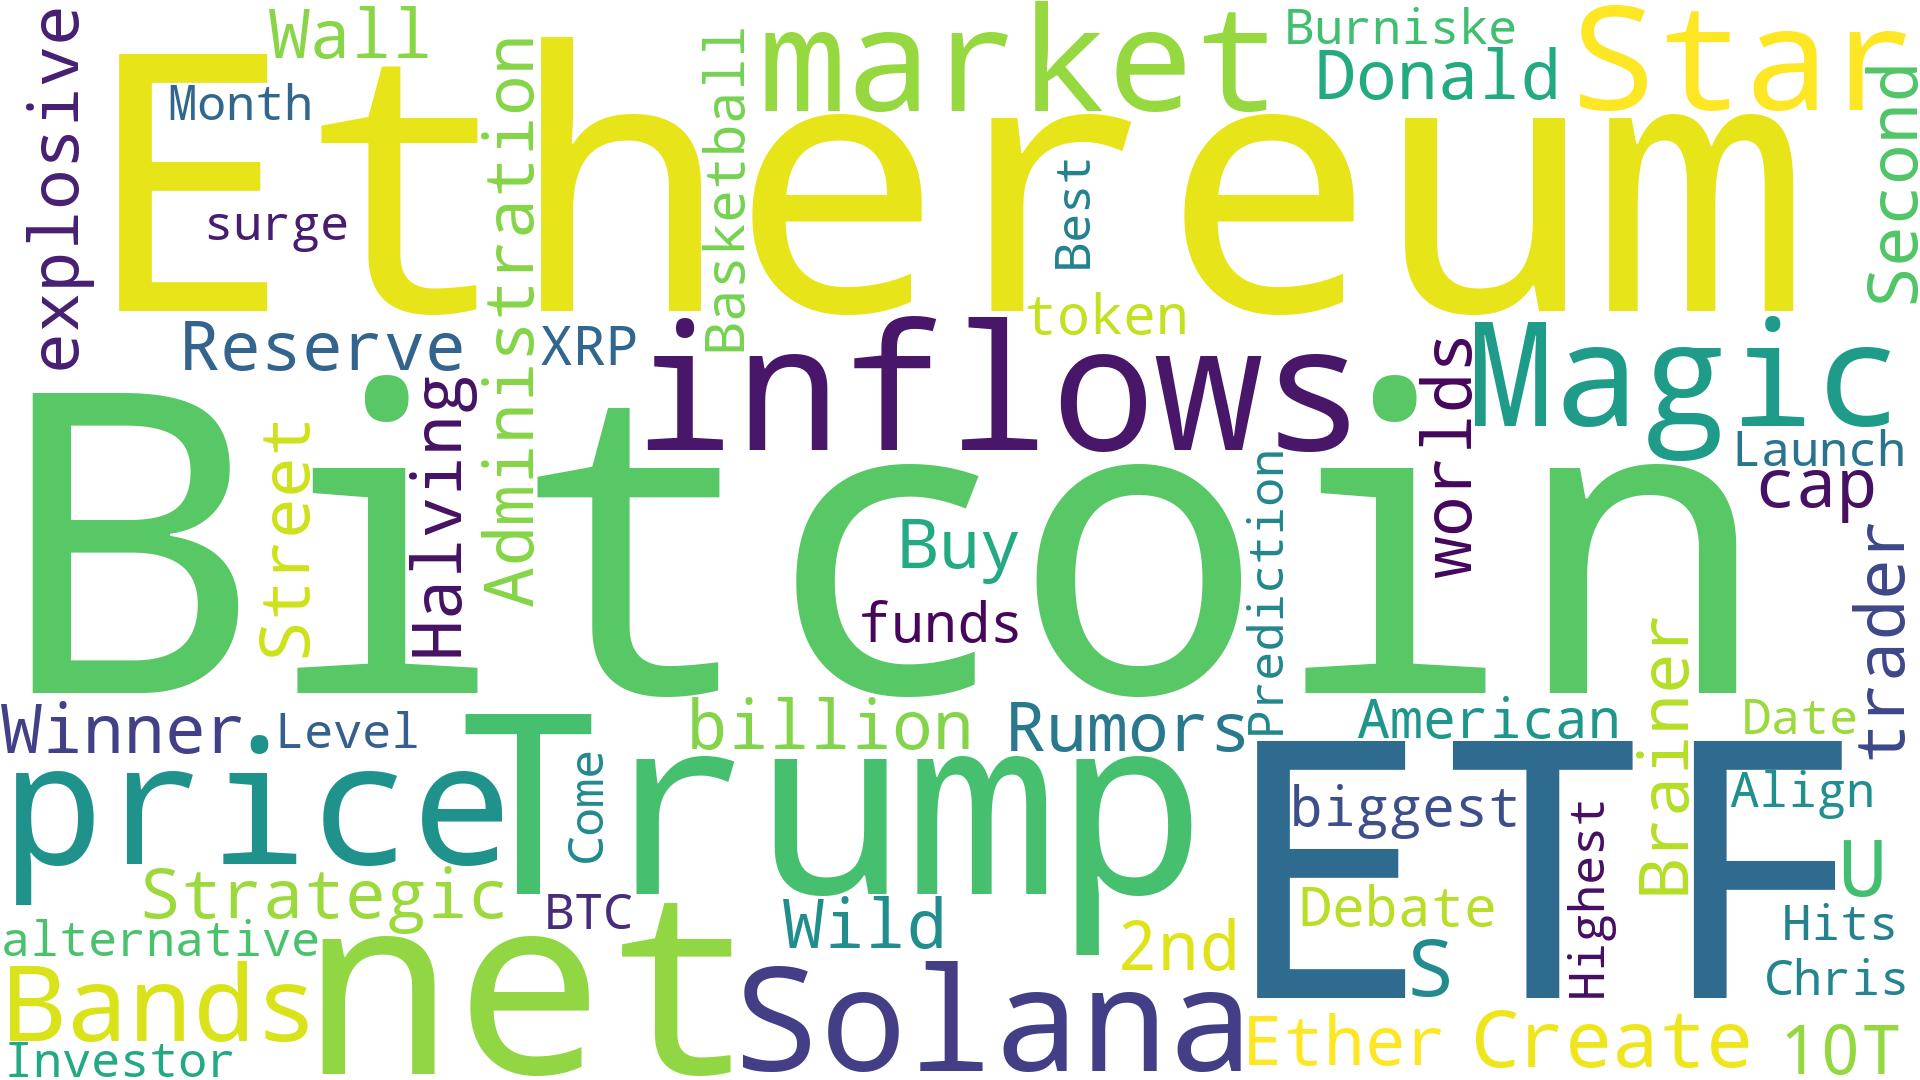 explosive
Wall
Month
Ethereum
surge
Administration
Basketball
market
Burniske
Donald
Star
Second
Best
token
Reserve
XRP
inflows
worlds
Magic
Launch
cap
Bitcoin
Street
Halving
Buy
funds
Prediction
trader
Winner
Level
billion
Rumors
American
Brainer
Date
price
Trump
Come
ETF
biggest
Highest
Align
U
Strategic
BTC
Wild
2nd
Debate
S
Hits
Chris
alternative
Bands
Investor
net
Solana
Ether
Create
10T